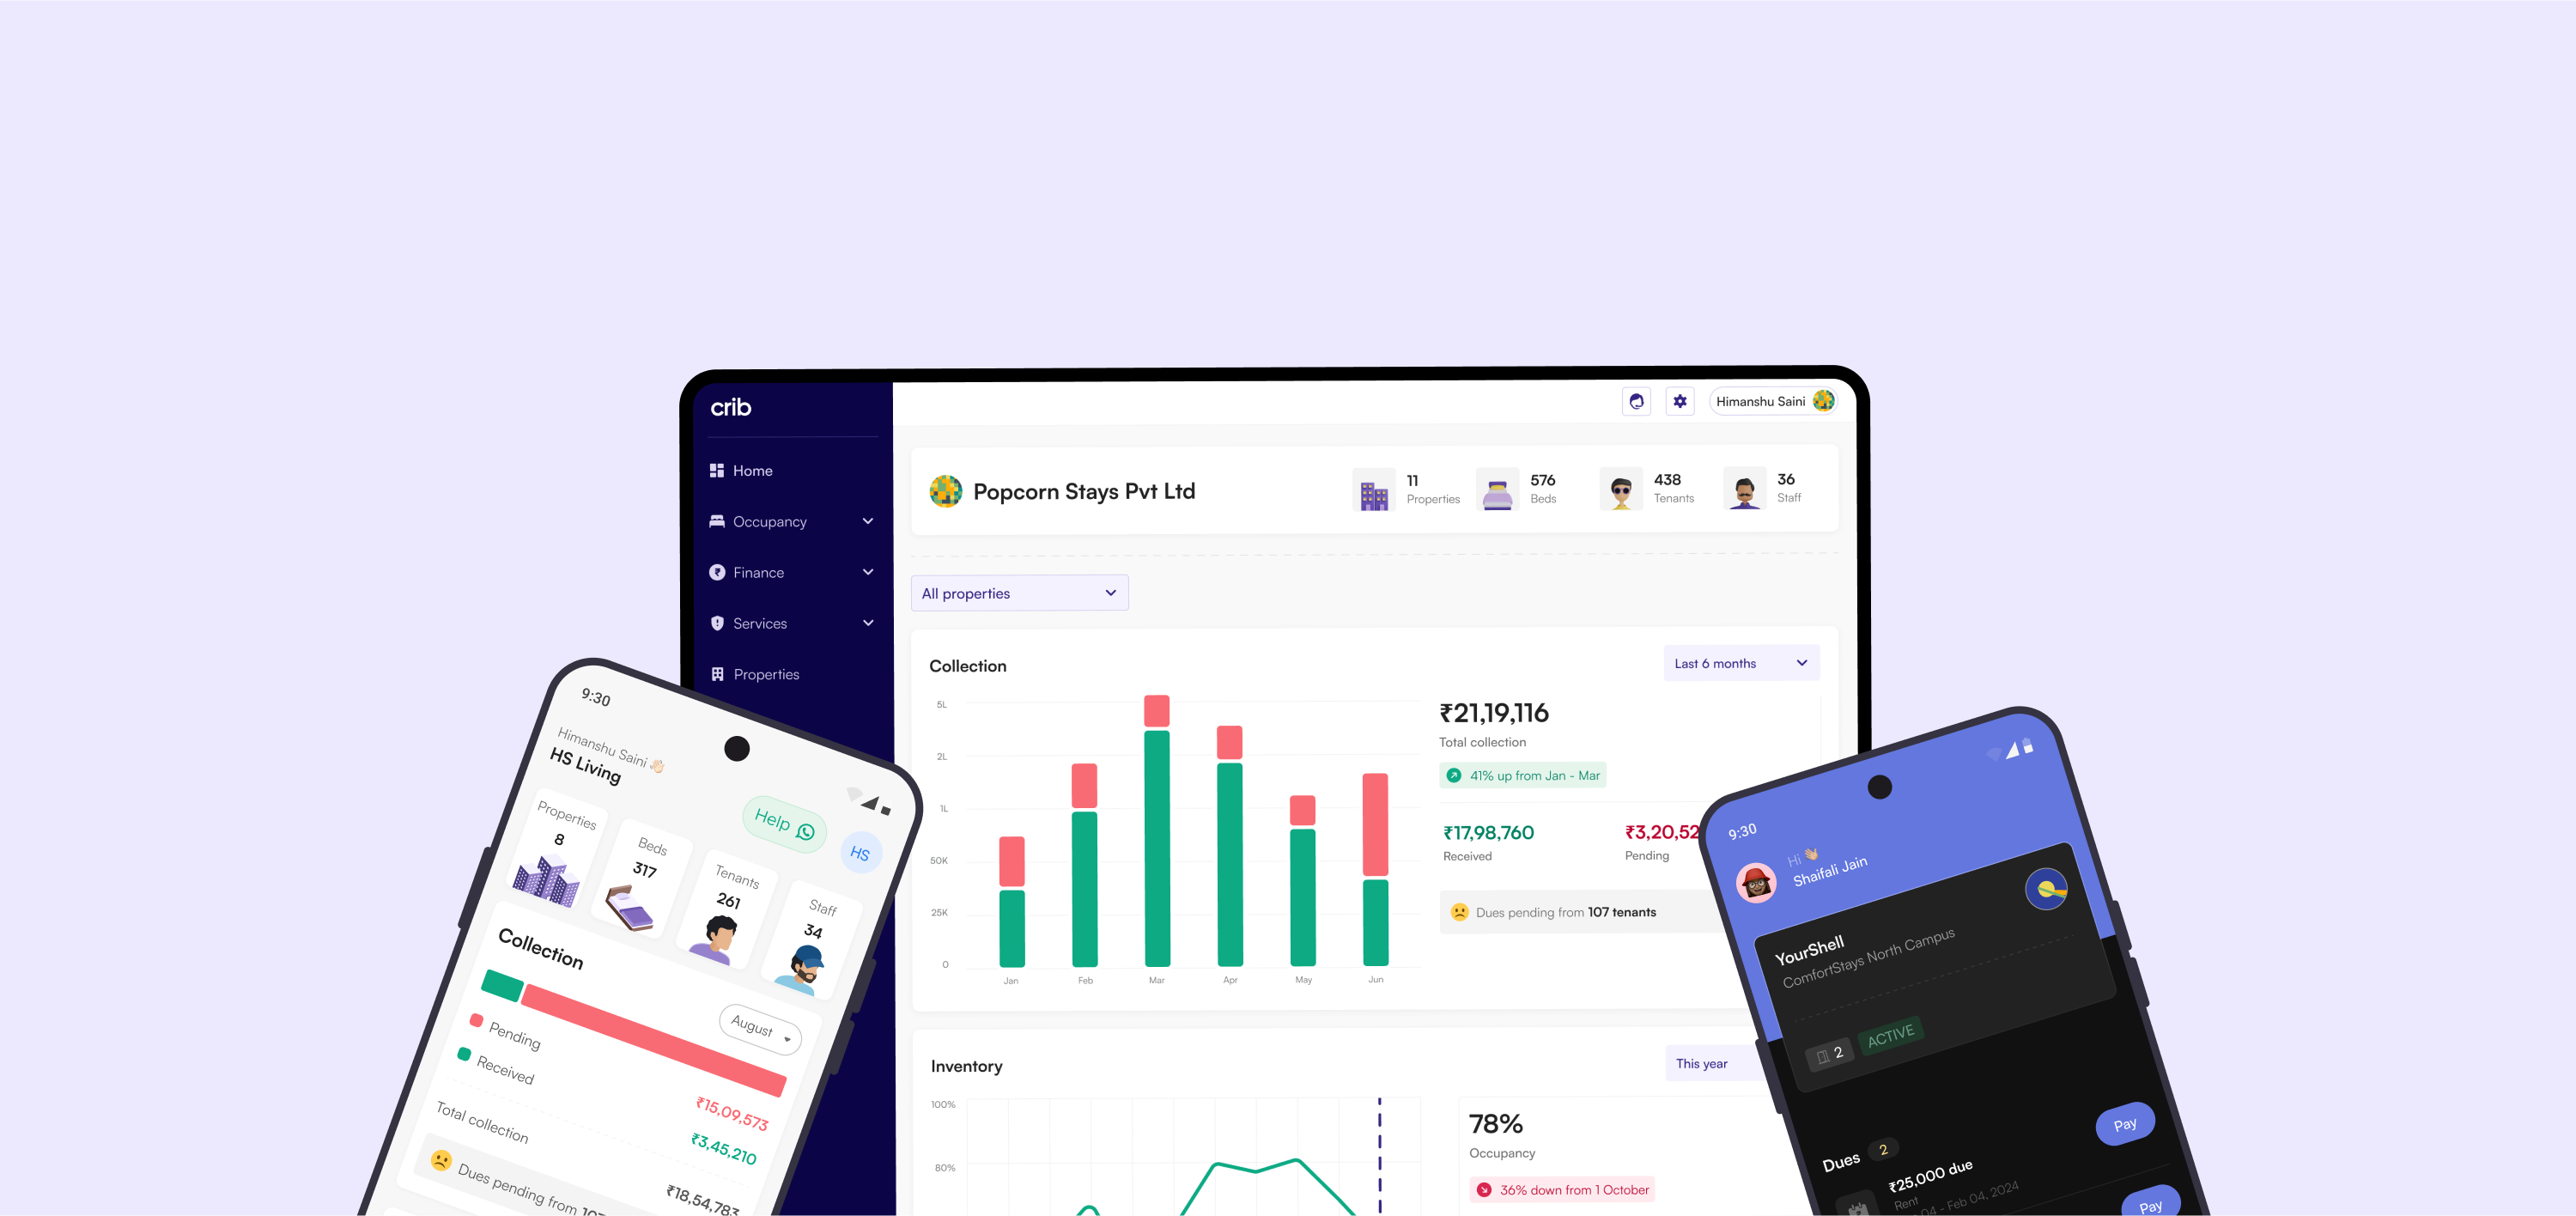 crib
Home
Occupancy
Finance
Services
Properties
Himanshu Saini
Popcorn Stays Pvt Ltd
11
Properties
576
Beds
438
Tenants
36
Staff
All properties
Collection
Last 6 months
5L
2L
1L
50K
25K
0
Jan
Feb
Mar
Apr
May
Jun
₹21,19,116
Total collection
41% up from Jan - Mar
₹17,98,760
Received
Pending
Dues pending from 107 tenants
Inventory
This year
100%
80%
78%
Occupancy
36% down from 1 October
9:30
Himanshu Saini 👋🏻
HS Living
Help
HS
Properties
8
Beds
317
Tenants
261
Staff
34
Collection
August
Pending
₹15,09,573
Received
₹3,45,210
Total collection
₹18,54,783
Dues pending from
9:30
Hi 👋🏼
Shaifali Jain
YourShell
ComfortStays North Campus
2
ACTIVE
Dues 2
Pay
₹25,000 due
Rent
04 - Feb 04, 2024
Pay